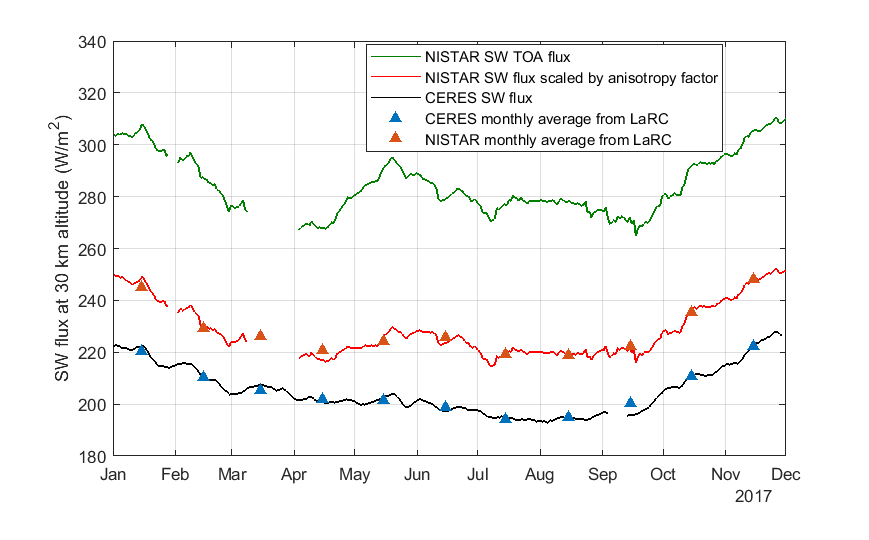 340
320
300
280
260
240
220
200
180
SW flux at 30 km altitude (W/m2)
NISTAR SW TOA flux
NISTAR SW flux scaled by anisotropy factor
CERES SW flux
CERES monthly average from LaRC
NISTAR monthly average from LaRC
Jan Feb Mar Apr May Jun Jul Aug Sep Oct Nov Dec
2017